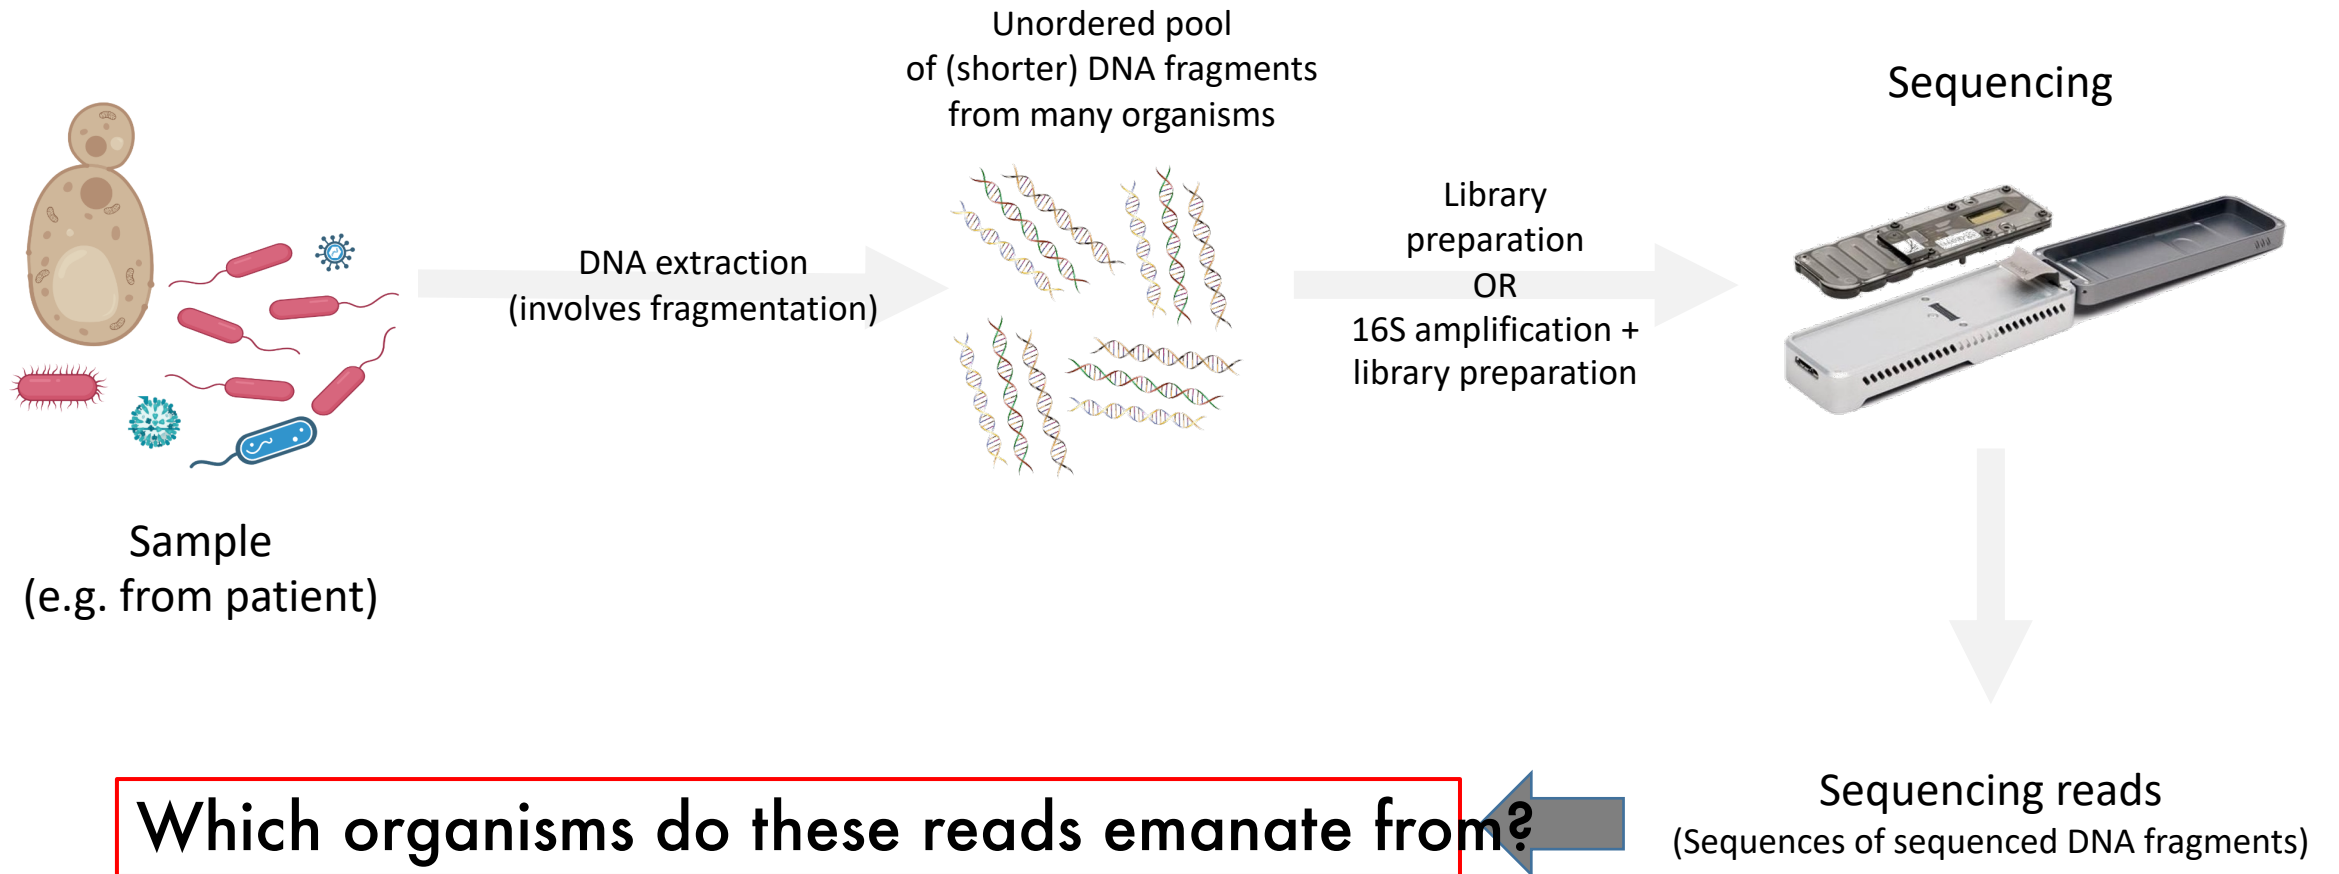 Unordered pool
of (shorter) DNA fragments
from many organisms
Sequencing
DNA extraction
(involves fragmentation)
Library
preparation
OR
16S amplification +
library preparation
Sample
(e.g. from patient)
Sequencing reads
(Sequences of sequenced DNA fragments)
Which organisms do these reads emanate from?